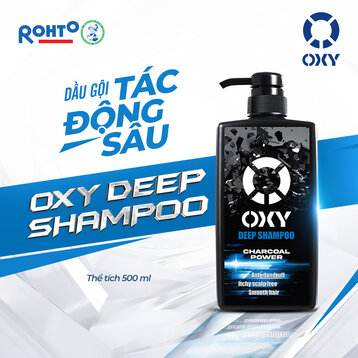 ROHTO
OXY
DẦU GỘI TÁC
ĐỘNG
SÂU
OXY DEEP
SHAMPOO
Thể tích 500 ml
OXY
DEEP SHAMPOO
CHARCOAL
POWER
Anti dandruff
Itchy scalp free
Smooth hair